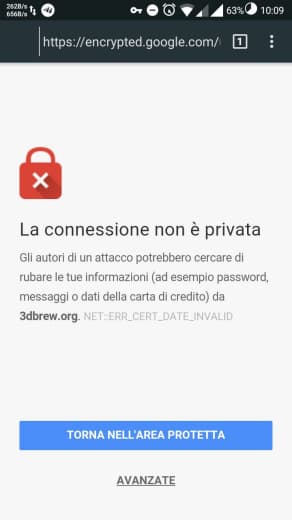 262B/s
656B/s
63%
10:09
https://encrypted.google.com/
1
La connessione non è privata
Gli autori di un attacco potrebbero cercare di
rubare le tue informazioni (ad esempio password,
messaggi o dati della carta di credito) da
3dbrew.org. NET::ERR_CERT_DATE_INVALID
TORNA NELL'AREA PROTETTA
AVANZATE